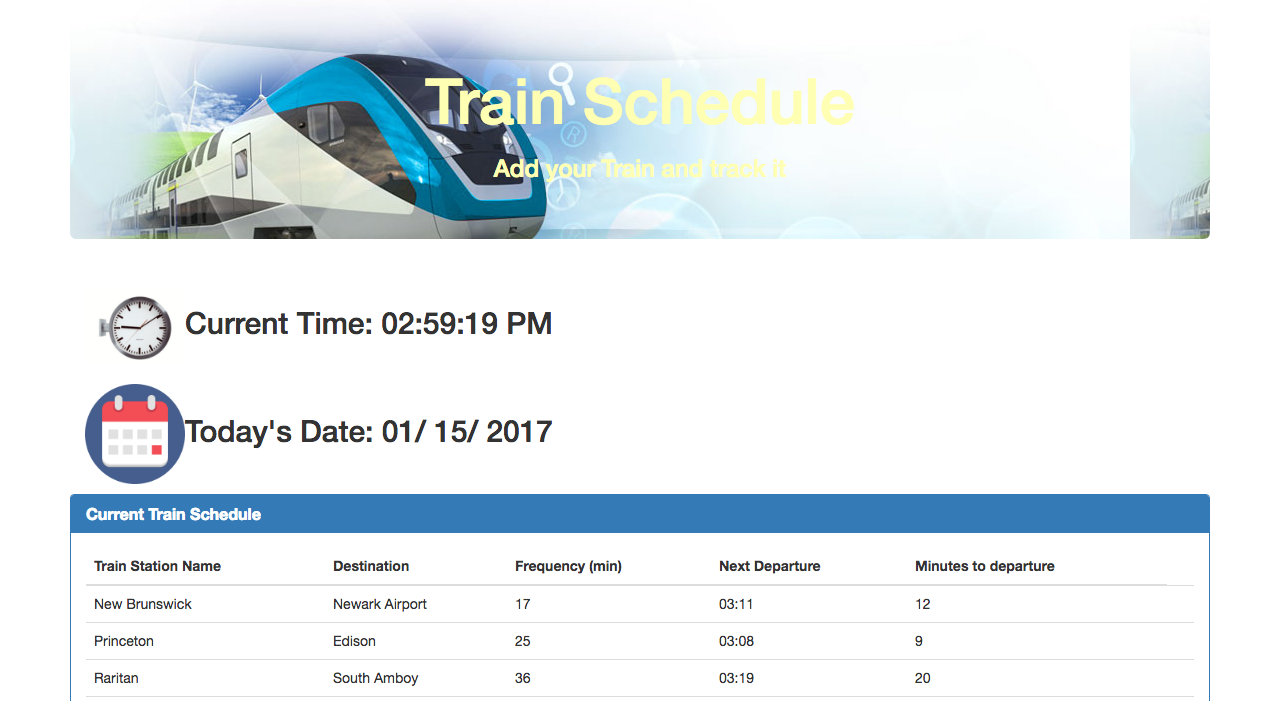 Train Schedule
Add your Train and track it
Current Time: 02:59:19 PM
Today's Date: 01/ 15/ 2017
Current Train Schedule
Train Station Name Destination Frequency (min) Next Departure Minutes to departure
New Brunswick Newark Airport 17 03:11 12
Princeton Edison 25 03:08 9
Raritan South Amboy 36 03:19 20